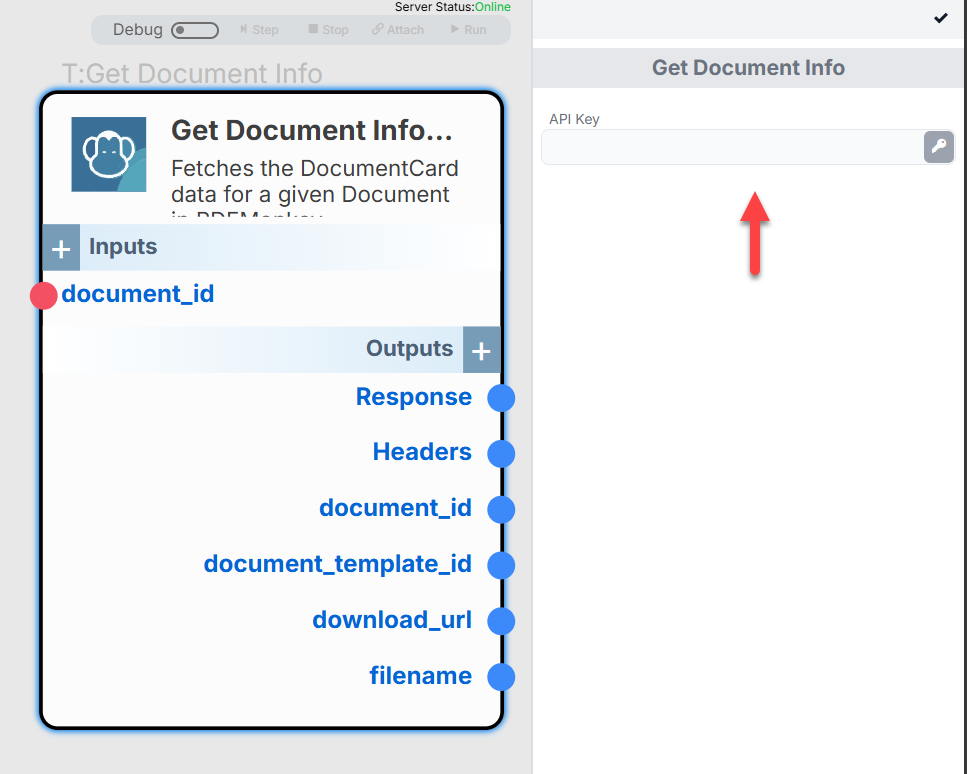 Server Status:Online
Debug
Step
Stop
Attach
Run
T:Get Document Info
Get Document Info...
Fetches the DocumentCard
data for a given Document
in PDFMonkey
Inputs
document_id
Outputs
Response
Headers
document_id
document_template_id
download_url
filename
Get Document Info
API Key